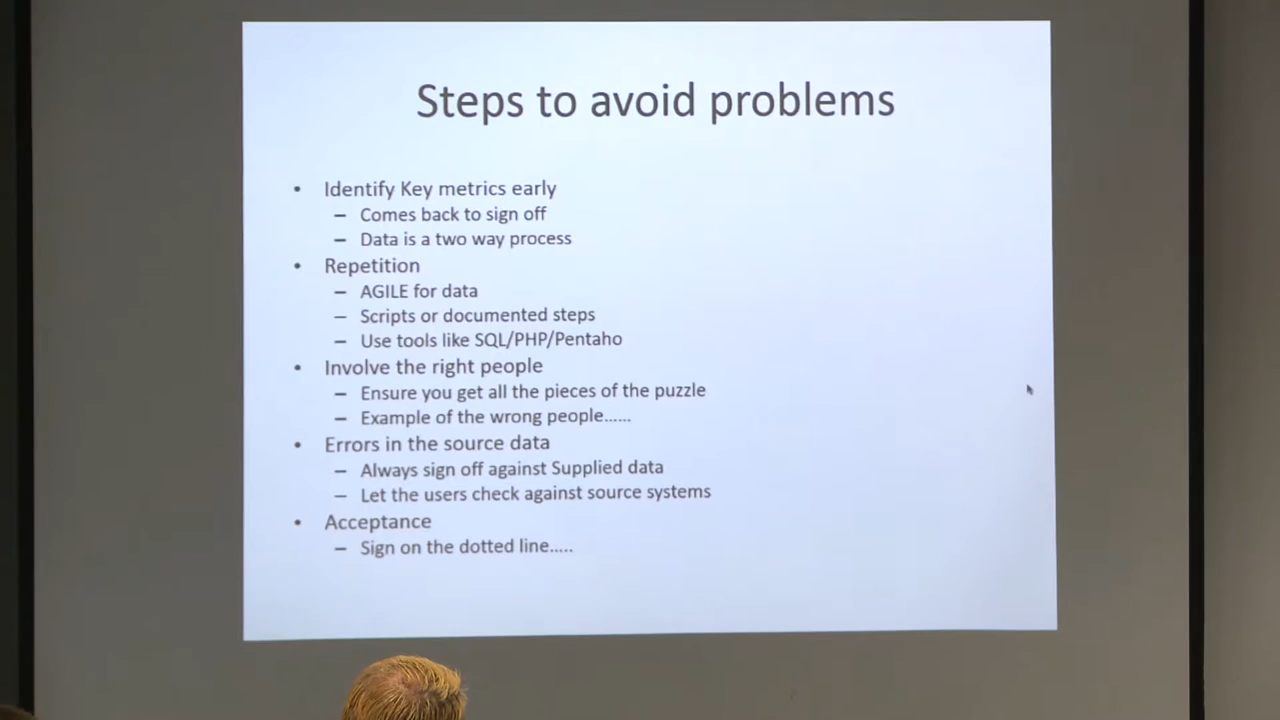 Steps to avoid problems
• Identify Key metrics early
– Comes back to sign off
– Data is a two way process
• Repetition
– AGILE for data
– Scripts or documented steps
– Use tools like SQL/PHP/Pentaho
• Involve the right people
– Ensure you get all the pieces of the puzzle
– Example of the wrong people......
• Errors in the source data
– Always sign off against Supplied data
– Let the users check against source systems
• Acceptance
– Sign on the dotted line.....